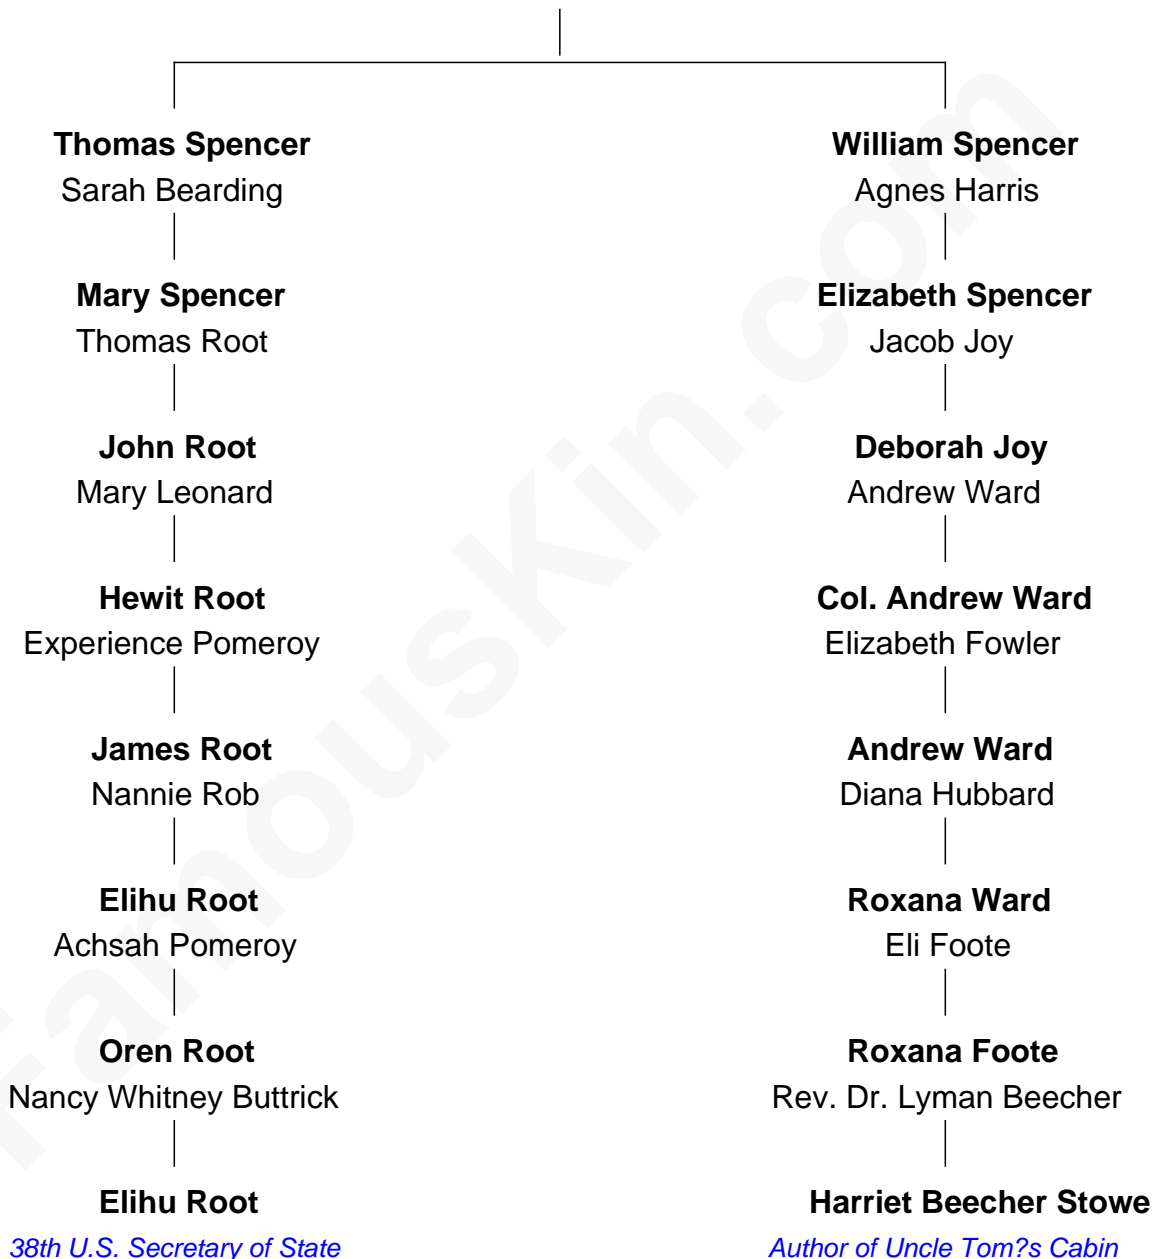 Thomas Spencer
Sarah Bearding
Mary Spencer
Thomas Root
John Root
Mary Leonard
Hewit Root
Experience Pomeroy
James Root
Nannie Rob
Elihu Root
Achsah Pomeroy
Oren Root
Nancy Whitney Buttrick
Elihu Root
38th U.S. Secretary of State
William Spencer
Agnes Harris
Elizabeth Spencer
Jacob Joy
Deborah Joy
Andrew Ward
Col. Andrew Ward
Elizabeth Fowler
Andrew Ward
Diana Hubbard
Roxana Ward
Eli Foote
Roxana Foote
Rev. Dr. Lyman Beecher
Harriet Beecher Stowe
Author of Uncle Tom?s Cabin
FamousKin.com